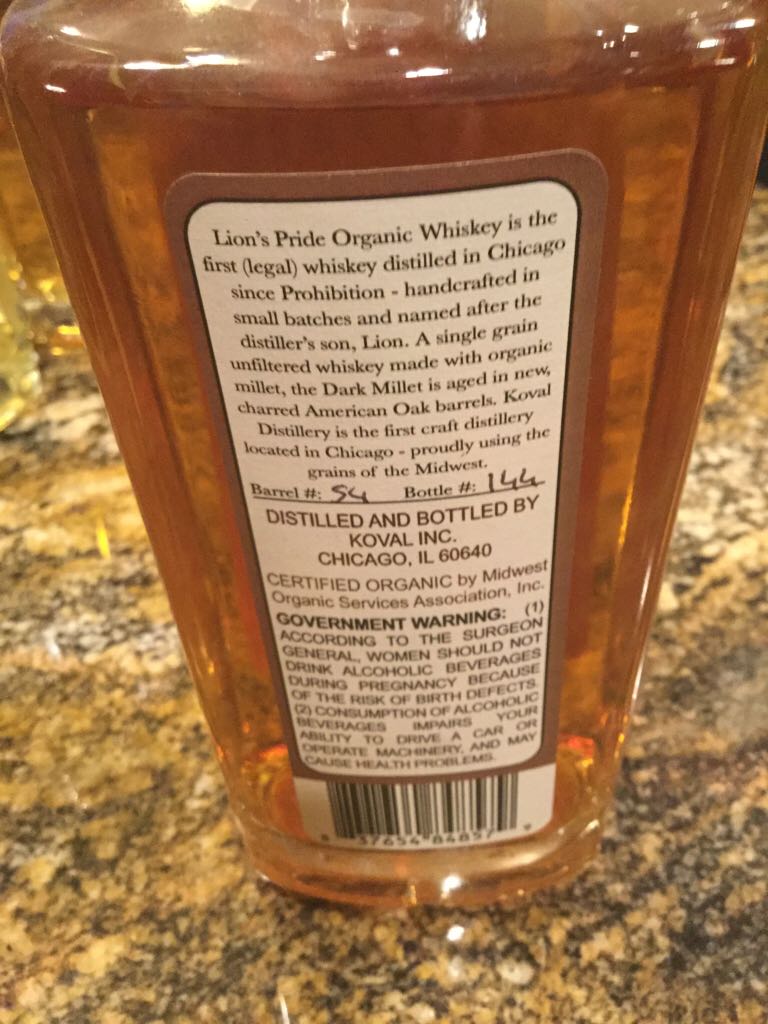 Lion's Pride Organic Whiskey is the
first (legal) whiskey distilled in Chicago
since Prohibition - handcrafted in
small batches and named after the
distiller's son, Lion. A single grain
unfiltered whiskey made with organic
millet, the Dark Millet is aged in new,
charred American Oak barrels. Koval
Distillery is the first craft distillery
located in Chicago - proudly using the
grains of the Midwest.
Barrel #: 54 Bottle #: 144
DISTILLED AND BOTTLED BY
KOVAL INC.
CHICAGO, IL 60640
CERTIFIED ORGANIC by Midwest
Organic Services Association, Inc.
GOVERNMENT WARNING: (1)
ACCORDING TO THE SURGEON
GENERAL, WOMEN SHOULD NOT
DRINK ALCOHOLIC BEVERAGES
DURING PREGNANCY BECAUSE
OF THE RISK OF BIRTH DEFECTS.
(2) CONSUMPTION OF ALCOHOLIC
BEVERAGES IMPAIRS YOUR
ABILITY TO DRIVE A CAR OR
OPERATE MACHINERY, AND MAY
CAUSE HEALTH PROBLEMS.
37654 84857